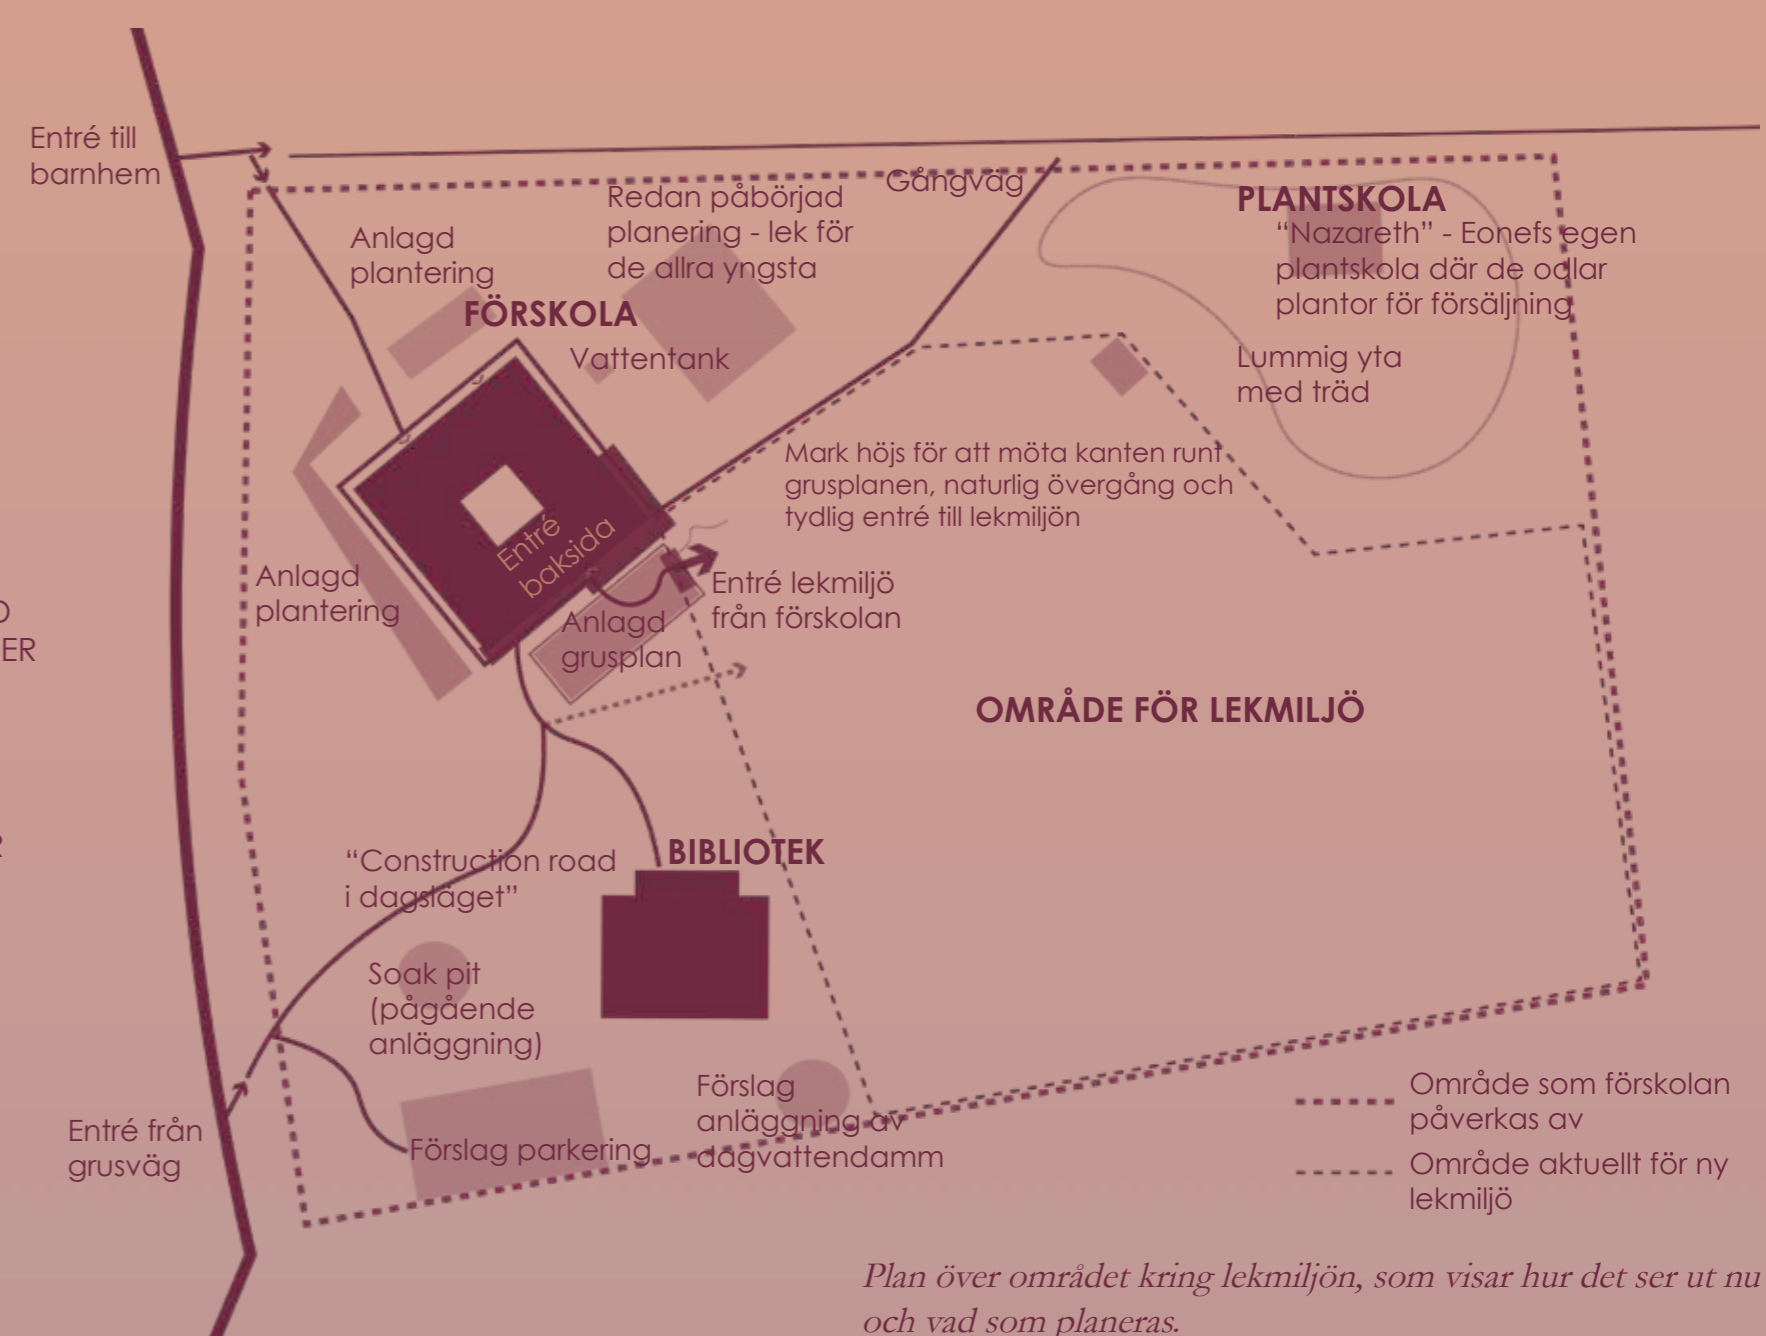 Entré till
barnhem
Gångväg
Redan påbörjad
planering - lek för
de allra yngsta
PLANTSKOLA
“Nazareth” - Eonefs egen
plantskola där de odlar
plantor för försäljning
Anlagd
plantering
FÖRSKOLA
Vattentank
Lummig yta
med träd
Mark höjs för att möta kanten runt
grusplanen, naturlig övergång och
tydlig entré till lekmiljön
Entré
baksida
Anlagd
plantering
Entré lekmiljö
från förskolan
Anlagd
grusplan
ER
OMRÅDE FÖR LEKMILJÖ
“Construction road
i dagsläget”
BIBLIOTEK
Soak pit
(pågående
anläggning)
Förslag
anläggning av
dagvattendamm
Entré från
grusväg
Förslag parkering
Område som förskolan
påverkas av
Område aktuellt för ny
lekmiljö
Plan över området kring lekmiljön, som visar hur det ser ut nu
och vad som planeras.